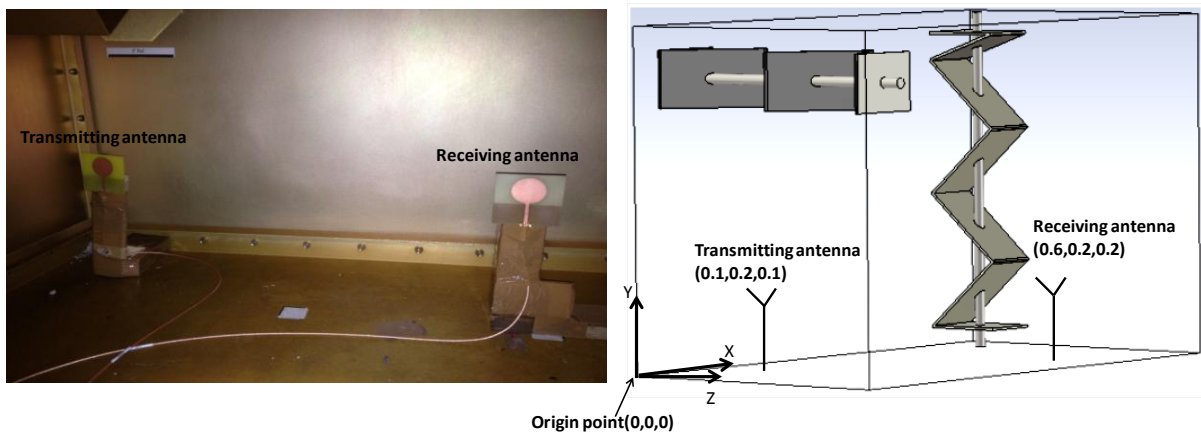 Transmitting antenna
Receiving antenna
Transmitting antenna
(0.1,0.2,0.1)
Receiving antenna
(0.6,0.2,0.2)
Y
X
Z
Origin point(0,0,0)